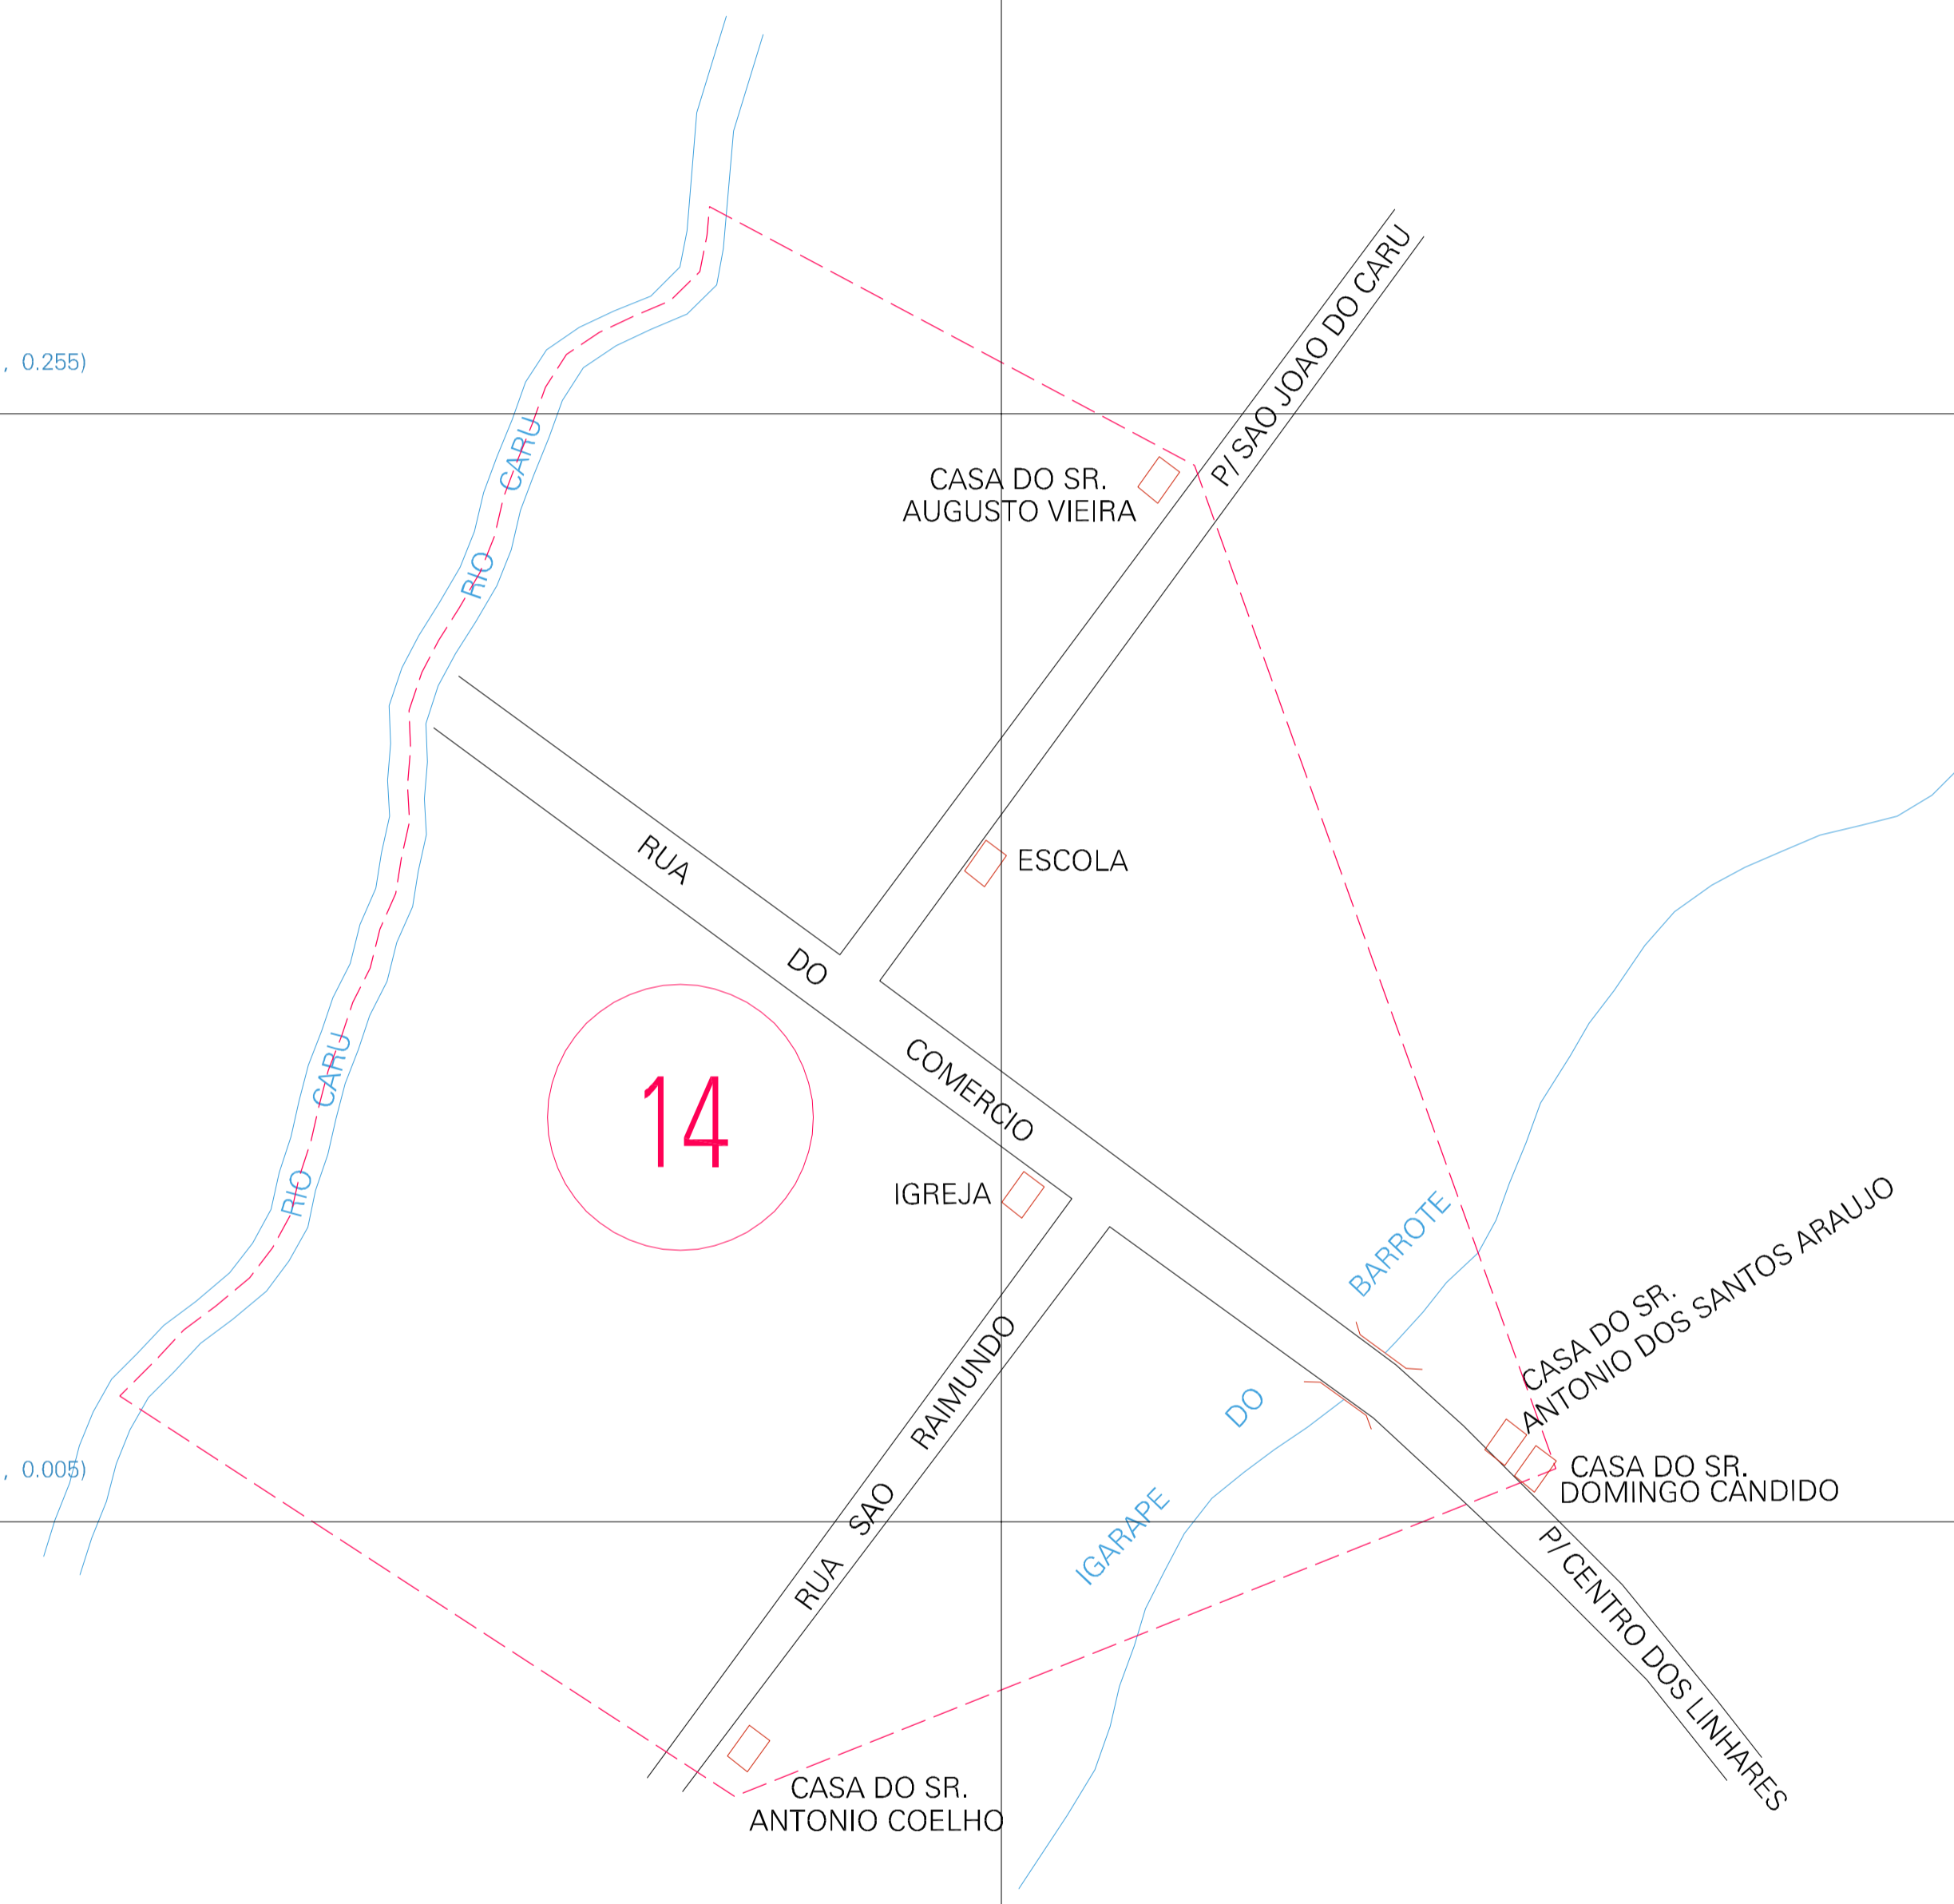 , 0.255)
RIO CARU
P/ SAO JOAO DO CARU
CASA DO SR.
AUGUSTO VIEIRA
ESCOLA
RUA DO COMERCIO
14
RIO CARU
IGREJA
RUA SAO RAIMUNDO
IGARAPE DO BARROTE
CASA DO SR.
ANTONIO DOS SANTOS ARAUJO
CASA DO SR.
DOMINGO CANDIDO
, 0.005)
P/ CENTRO DOS LINHARES
CASA DO SR.
ANTONIO COELHO